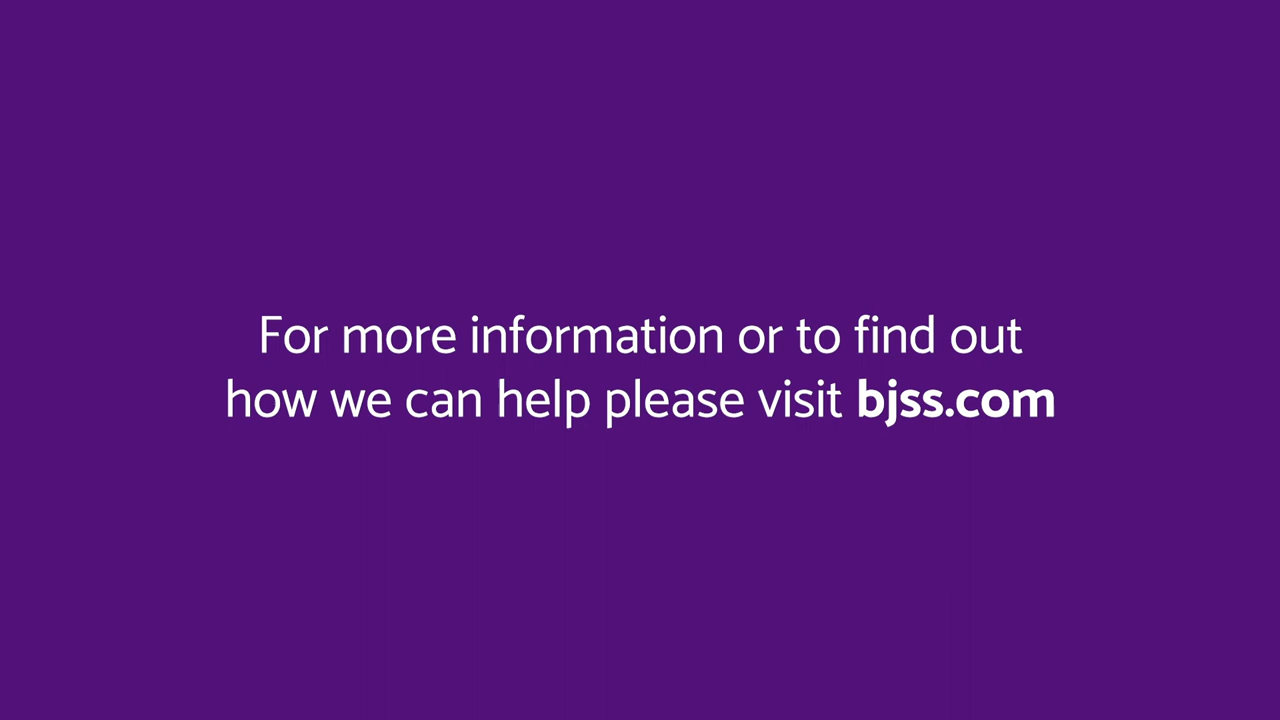 For more information or to find out
how we can help please visit bjss.com